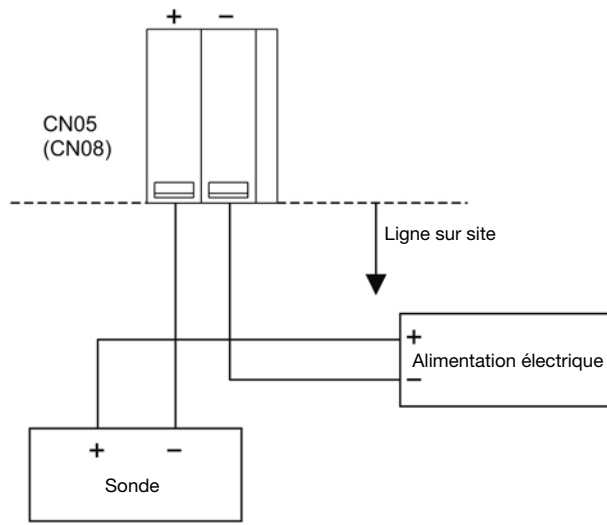 + −
CN05
(CN08)
Ligne sur site
+
Alimentation électrique
−
+ −
Sonde